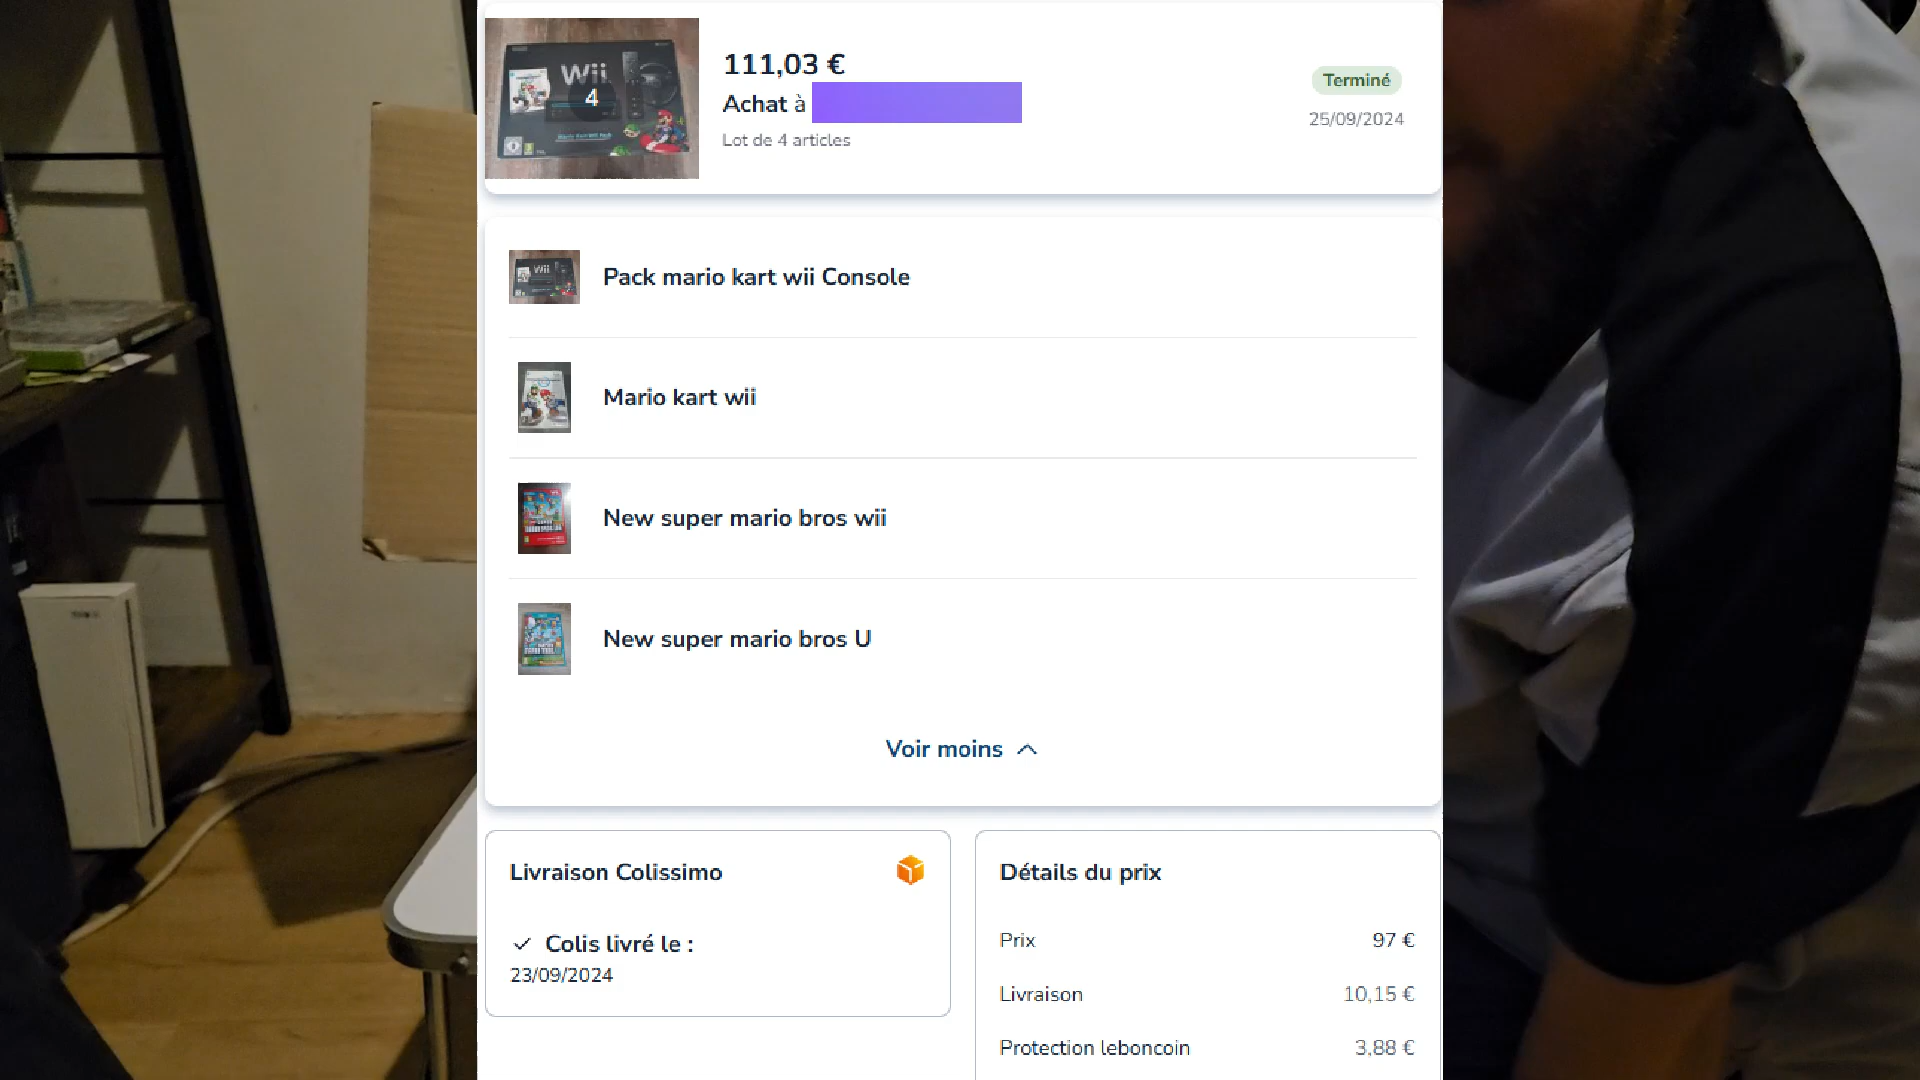 Wii
4
111,03 €
Achat à
Lot de 4 articles
Terminé
25/09/2024
Pack mario kart wii Console
Mario kart wii
New super mario bros wii
New super mario bros U
Voir moins
Livraison Colissimo
Colis livré le :
23/09/2024
Détails du prix
Prix
97 €
Livraison
10,15 €
Protection leboncoin
3,88 €